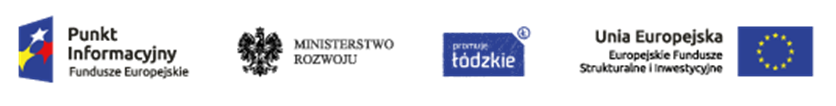 Punkt
Informacyjny
Fundusze Europejskie
MINISTERSTWO
ROZWOJU
promuje
łódzkie
Unia Europejska
Europejskie Fundusze
Strukturalne i Inwestycyjne